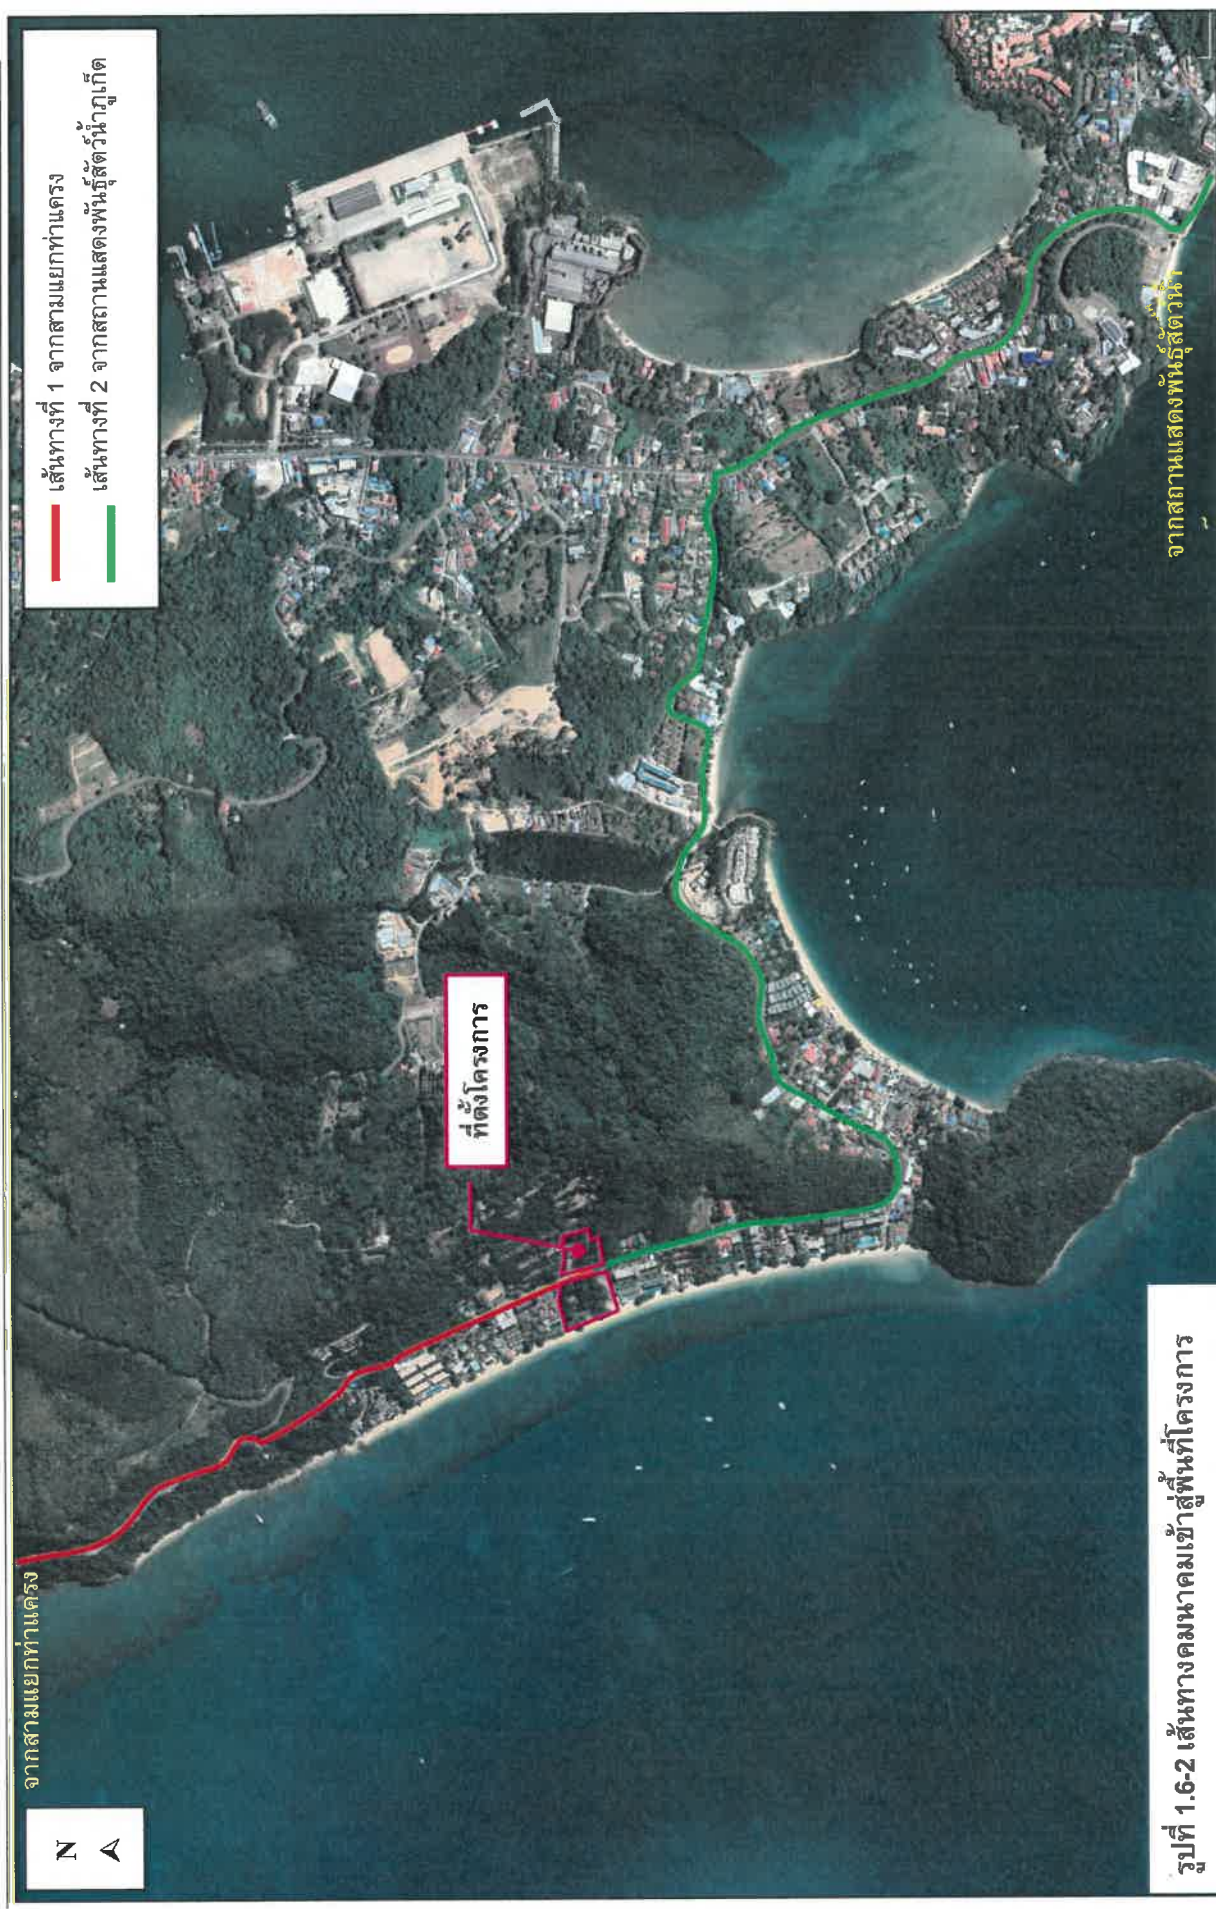 N
จากสามแยกท่าแครง
เส้นทางที่ 1 จากสามแยกท่าแครง
เส้นทางที่ 2 จากสถานแสดงพันธุ์สัตว์น้ำภูเก็ต
ที่ตั้งโครงการ
จากสถานแสดงพันธุ์สัตว์น้ำ
รูปที่ 1.6-2 เส้นทางคมนาคมเข้าสู่พื้นที่โครงการ